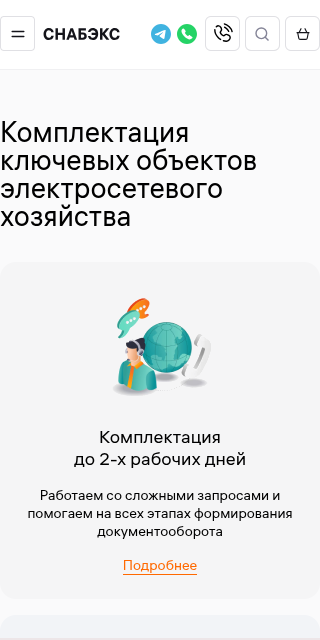 СНАБЭКС
Комплектация
ключевых объектов
электросетевого
хозяйства
Комплектация
до 2-х рабочих дней
Работаем со сложными запросами и
помогаем на всех этапах формирования
документооборота
Подробнее